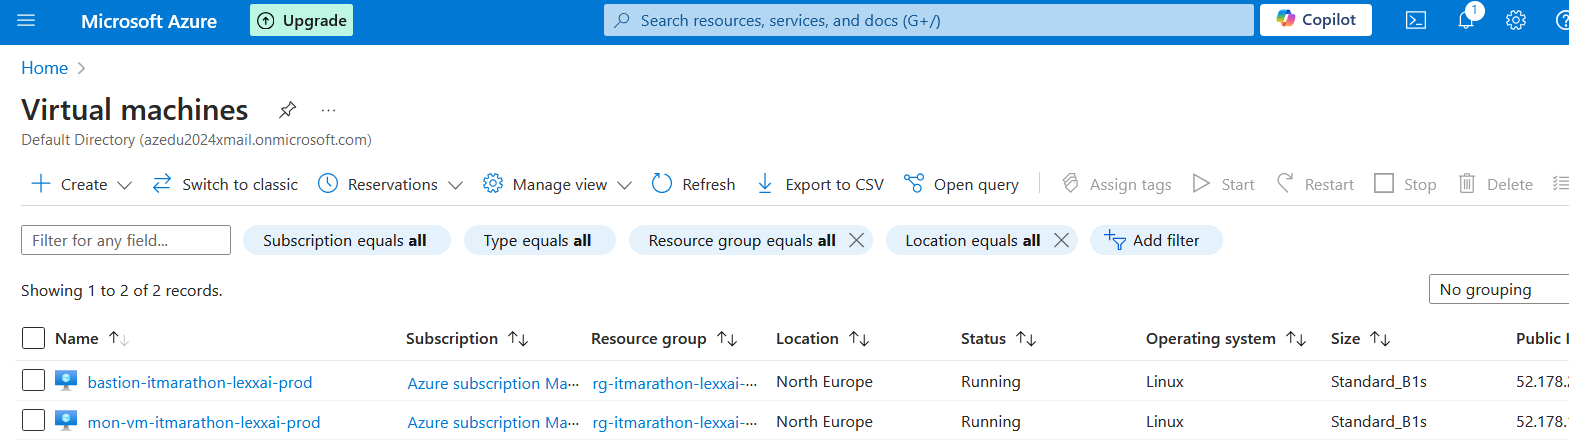 Microsoft Azure Upgrade Search resources, services, and docs (G+/) Copilot 1
Home
Virtual machines ...
Default Directory (azedu2024xmail.onmicrosoft.com)
Create Switch to classic Reservations Manage view Refresh Export to CSV Open query Assign tags Start Restart Stop Delete
Filter for any field... Subscription equals all Type equals all Resource group equals all Location equals all Add filter
Showing 1 to 2 of 2 records. No grouping
Name Subscription Resource group Location Status Operating system Size Public I
bastion-itmarathon-lexxai-prod Azure subscription Ma··· rg-itmarathon-lexxai-··· North Europe Running Linux Standard_B1s 52.178.
mon-vm-itmarathon-lexxai-prod Azure subscription Ma··· rg-itmarathon-lexxai-··· North Europe Running Linux Standard_B1s 52.178.